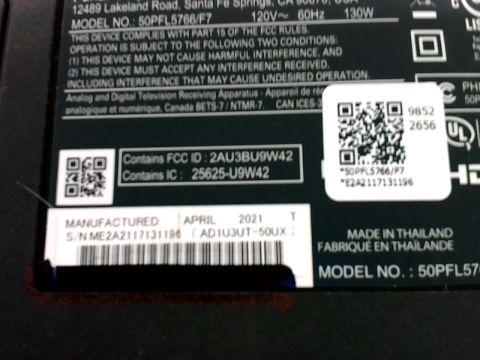 12489 Lakeland Road, Santa Fe Springs, CA 90670, USA
MODEL NO. : 50PFL5766/F7 120V~ 60Hz 130W
THIS DEVICE COMPLIES WITH PART 15 OF THE FCC RULES.
OPERATION IS SUBJECT TO THE FOLLOWING TWO CONDITIONS:
(1) THIS DEVICE MAY NOT CAUSE HARMFUL INTERFERENCE, AND
(2) THIS DEVICE MUST ACCEPT ANY INTERFERENCE RECEIVED,
INCLUDING INTERFERENCE THAT MAY CAUSE UNDESIRED OPERATION.
Analog and Digital Television Receiving Apparatus - Appareil de
analogique et numérique, Canada BETS-7 / NTMR-7. CAN ICES-3
9852
2656
*50PFL5766/F7
*E2A2117131196
Contains FCC ID : 2AU3BU9W42
Contains IC : 25625-U9W42
MANUFACTURED: APRIL 2021 T
S/N ME2A2117131196 ( AD1U3UT-50UX )
MADE IN THAILAND
FABRIQUÉ EN THAÏLANDE
MODEL NO. : 50PFL57